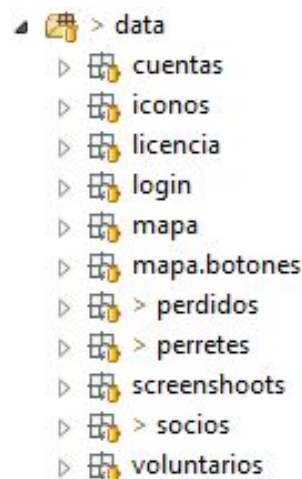 > data
cuentas
iconos
licencia
login
mapa
mapa.botones
> perdidos
> perretes
screenshoots
> socios
voluntarios